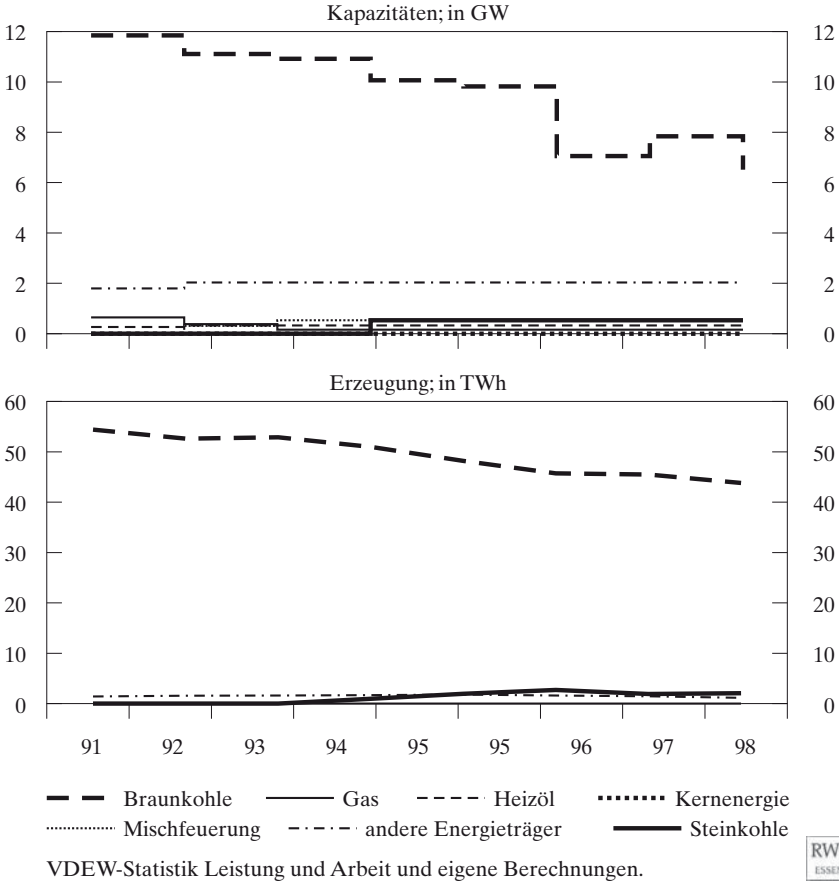 Kapazitäten; in GW
12 12
10 10
8 8
6 6
4 4
2 2
0 0
Erzeugung; in TWh
60 60
50 50
40 40
30 30
20 20
10 10
0 0
91 92 93 94 95 95 96 97 98
Braunkohle Gas Heizöl Kernenergie
Mischfeuerung andere Energieträger Steinkohle
VDEW-Statistik Leistung und Arbeit und eigene Berechnungen.
RW
ESSEN